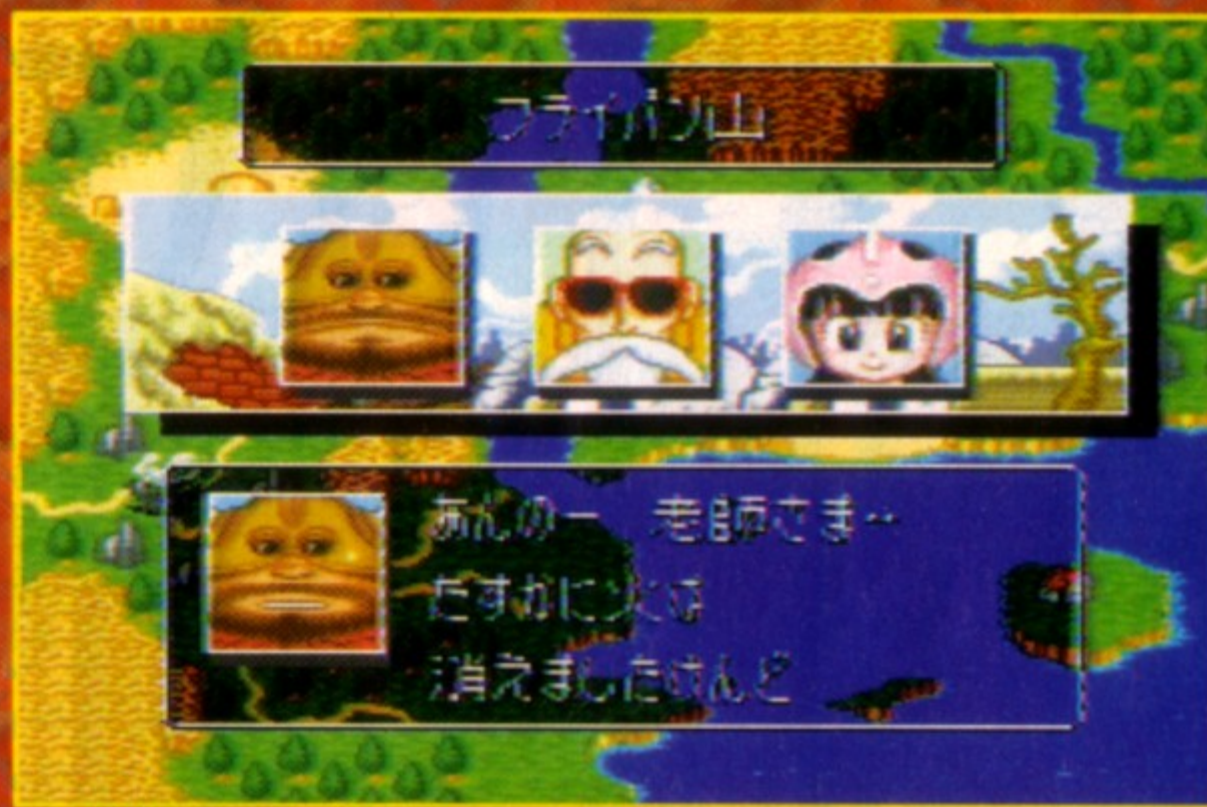 フライパン山
あんのー　老師さま‥
たすかに火は
消えましたけんど